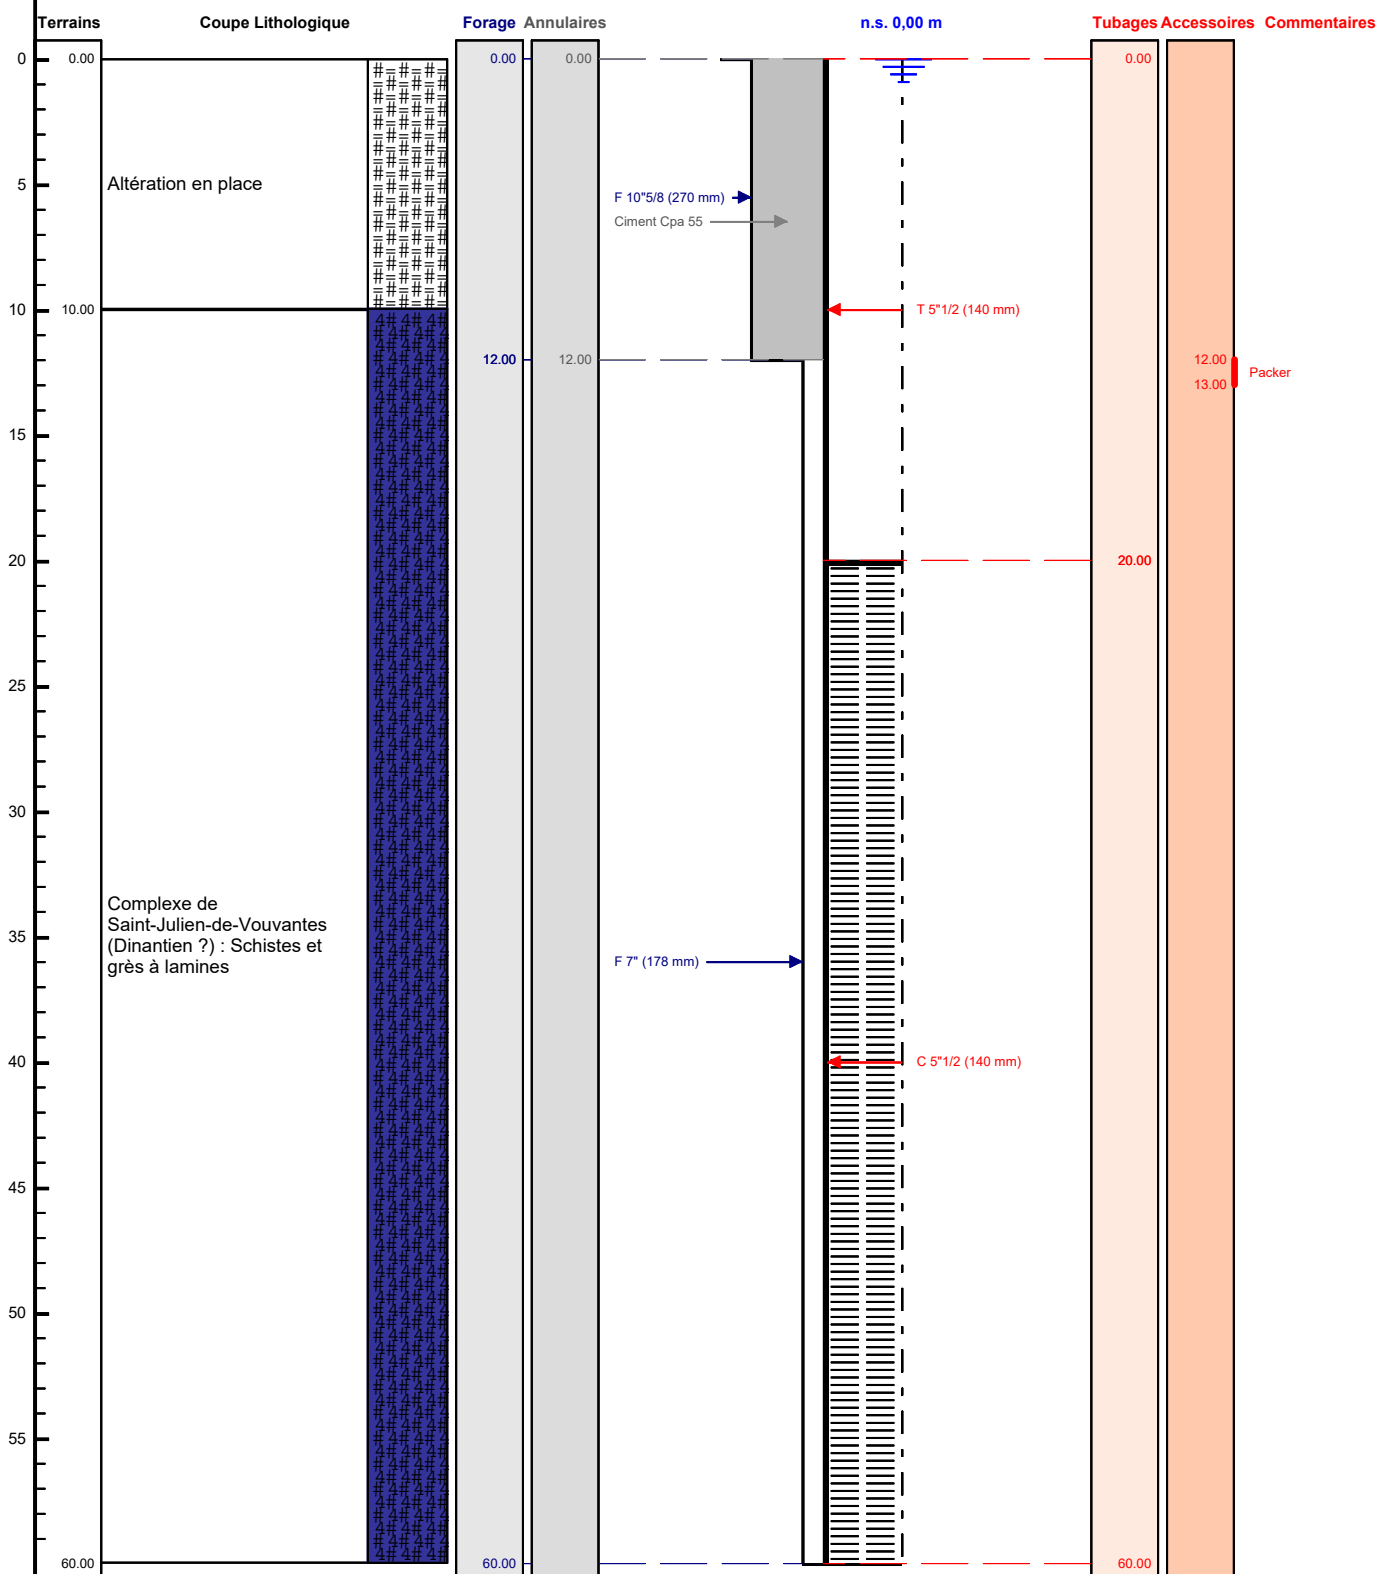 Terrains Coupe Lithologique Forage Annulaires n.s. 0,00 m Tubages Accessoires Commentaires
0 0.00 0.00 0.00 0.00
Altération en place
5
F 10"5/8 (270 mm)
Ciment Cpa 55
10 10.00 T 5"1/2 (140 mm)
12.00 12.00 12.00
Packer
13.00
15
20 20.00
25
30
Complexe de
Saint-Julien-de-Vouvantes
35
(Dinantien ?) : Schistes et
grès à lamines
F 7" (178 mm)
40 C 5"1/2 (140 mm)
45
50
55
60.00 60.00 60.00